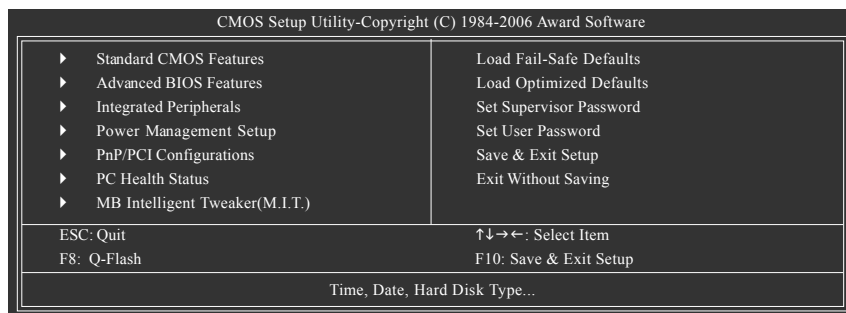 CMOS Setup Utility-Copyright (C) 1984-2006 Award Software
Standard CMOS Features
Advanced BIOS Features
Integrated Peripherals
Power Management Setup
PnP/PCI Configurations
PC Health Status
MB Intelligent Tweaker(M.I.T.)
Load Fail-Safe Defaults
Load Optimized Defaults
Set Supervisor Password
Set User Password
Save & Exit Setup
Exit Without Saving
ESC: Quit
F8: Q-Flash
↑↓→←: Select Item
F10: Save & Exit Setup
Time, Date, Hard Disk Type...